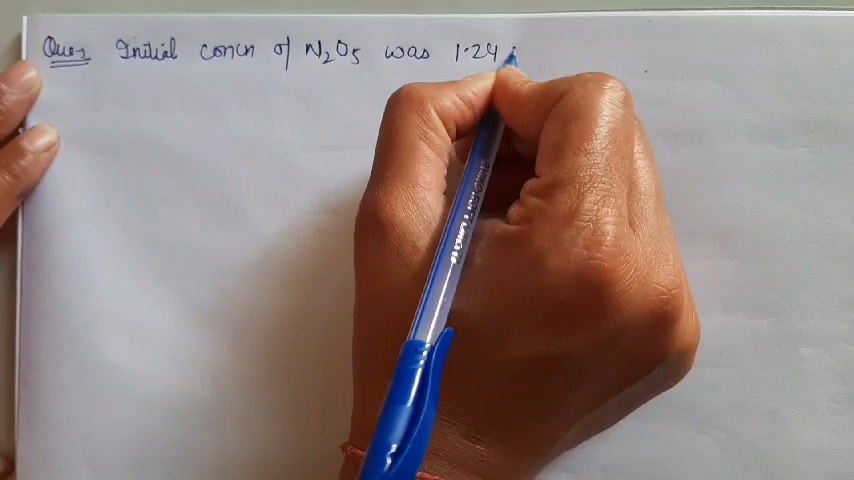 Ques Initial concn of N₂O₅ was 1.24